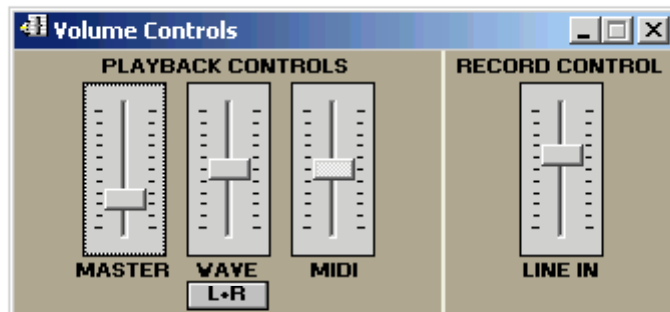 Volume Controls
PLAYBACK CONTROLS
RECORD CONTROL
MASTER WAVE MIDI
LINE IN
L+R